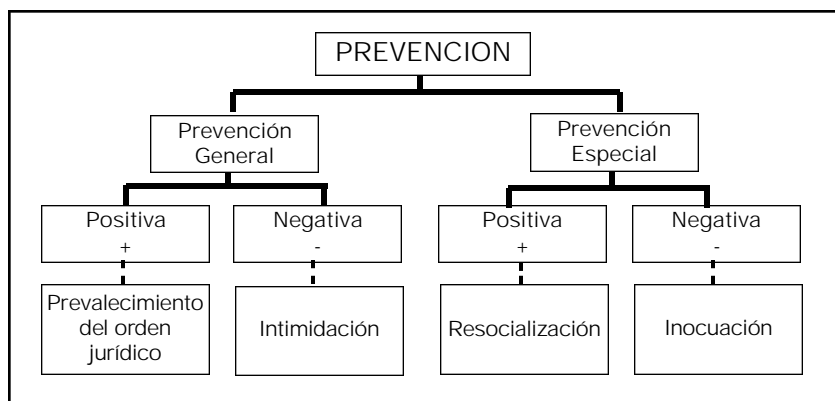 PREVENCION
Prevención
General
Prevención
Especial
Positiva
+
Negativa
-
Positiva
+
Negativa
-
Prevalecimiento
del orden
jurídico
Intimidación
Resocialización
Inocuación